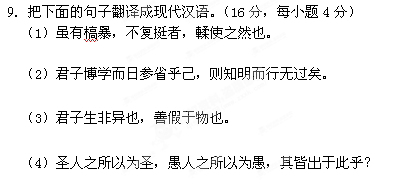 9. 把下面的句子翻译成现代汉语。(16 分，每小题 4 分)
(1) 虽有槁暴，不复挺者，輮使之然也。
(2) 君子博学而日参省乎己，则知明而行无过矣。
(3) 君子生非异也，善假于物也。
(4) 圣人之所以为圣，愚人之所以为愚，其皆出于此乎?